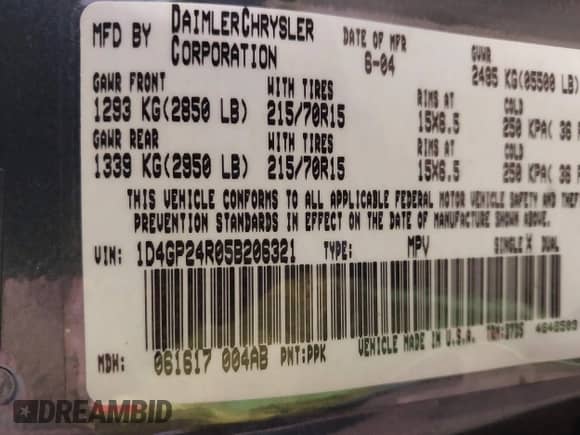 MFD BY DAIMLERCHRYSLER CORPORATION
DATE OF MFR 6-04
GVWR 2495 KG(05500 LB)
GAWR FRONT WITH TIRES RIMS AT COLD
1293 KG(2850 LB) 215/70R15 15X6.5 250 KPA( 36
GAWR REAR WITH TIRES RIMS AT COLD
1339 KG(2950 LB) 215/70R15 15X6.5 250 KPA( 36
THIS VEHICLE CONFORMS TO ALL APPLICABLE FEDERAL MOTOR VEHICLE SAFETY AND THEF
PREVENTION STANDARDS IN EFFECT ON THE DATE OF MANUFACTURE SHOWN ABOVE.
VIN: 1D4GP24R05B206321 TYPE: MPV SINGLE X DUAL
VEHICLE MADE IN U.S.A.
MDH: 061617 004AB PNT:PPK
DREAMBID